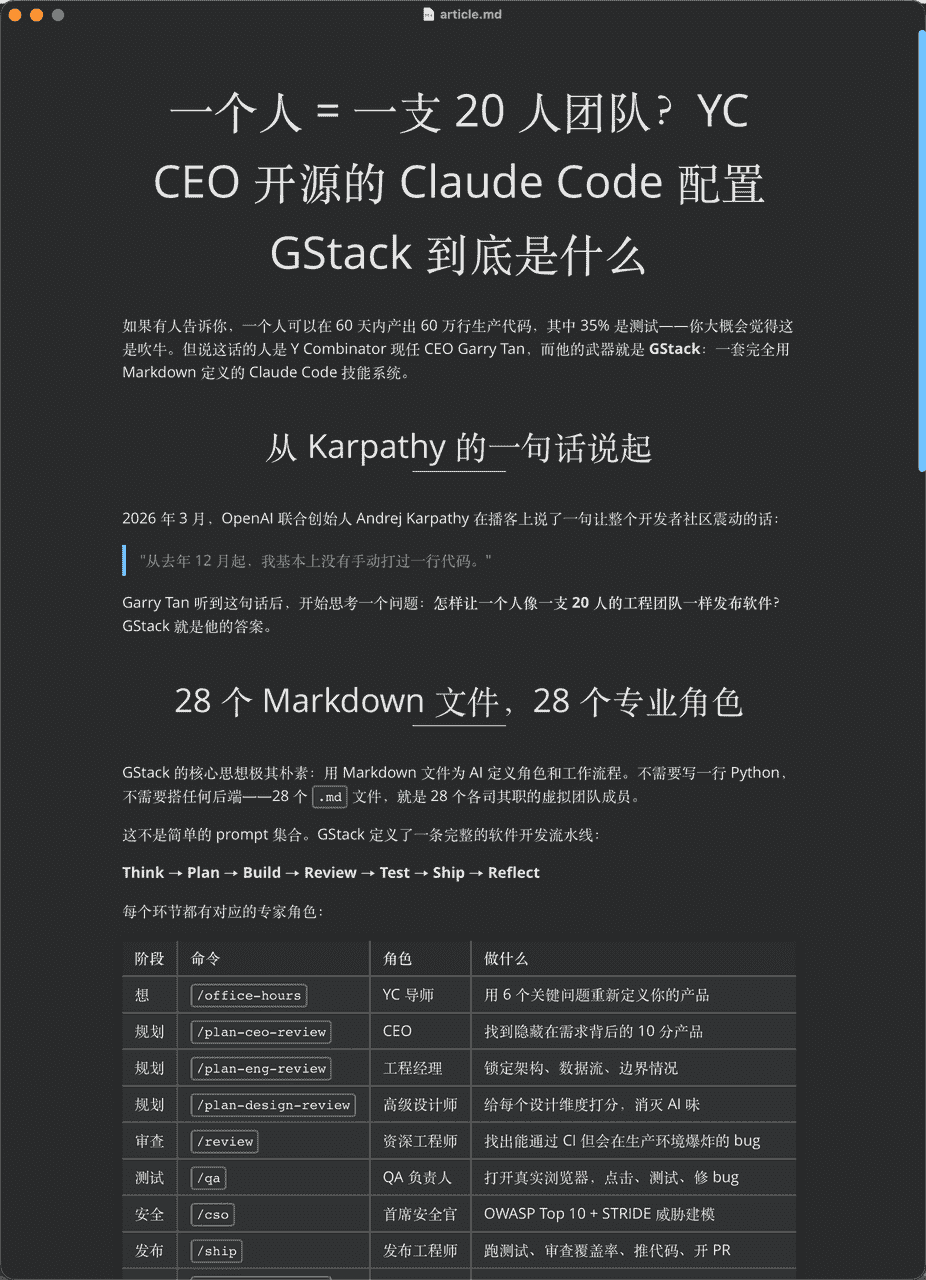 article.md
一个人 = 一支 20 人团队？YC
CEO 开源的 Claude Code 配置
GStack 到底是什么
如果有人告诉你，一个人可以在 60 天内产出 60 万行生产代码，其中 35% 是测试——你大概会觉得这
是吹牛。但说这话的人是 Y Combinator 现任 CEO Garry Tan，而他的武器就是 GStack：一套完全用
Markdown 定义的 Claude Code 技能系统。
从 Karpathy 的一句话说起
2026 年 3 月，OpenAI 联合创始人 Andrej Karpathy 在播客上说了一句让整个开发者社区震动的话：
"从去年 12 月起，我基本上没有手动打过一行代码。"
Garry Tan 听到这句话后，开始思考一个问题：怎样让一个人像一支 20 人的工程团队一样发布软件？
GStack 就是他的答案。
28 个 Markdown 文件，28 个专业角色
GStack 的核心思想极其朴素：用 Markdown 文件为 AI 定义角色和工作流程。不需要写一行 Python，
不需要搭任何后端——28 个 .md 文件，就是 28 个各司其职的虚拟团队成员。
这不是简单的 prompt 集合。GStack 定义了一条完整的软件开发流水线：
Think → Plan → Build → Review → Test → Ship → Reflect
每个环节都有对应的专家角色：
阶段 命令 角色 做什么
想 /office-hours YC 导师 用 6 个关键问题重新定义你的产品
规划 /plan-ceo-review CEO 找到隐藏在需求背后的 10 分产品
规划 /plan-eng-review 工程经理 锁定架构、数据流、边界情况
规划 /plan-design-review 高级设计师 给每个设计维度打分，消灭 AI 味
审查 /review 资深工程师 找出能通过 CI 但会在生产环境爆炸的 bug
测试 /qa QA 负责人 打开真实浏览器，点击、测试、修 bug
安全 /cso 首席安全官 OWASP Top 10 + STRIDE 威胁建模
发布 /ship 发布工程师 跑测试、审查覆盖率、推代码、开 PR